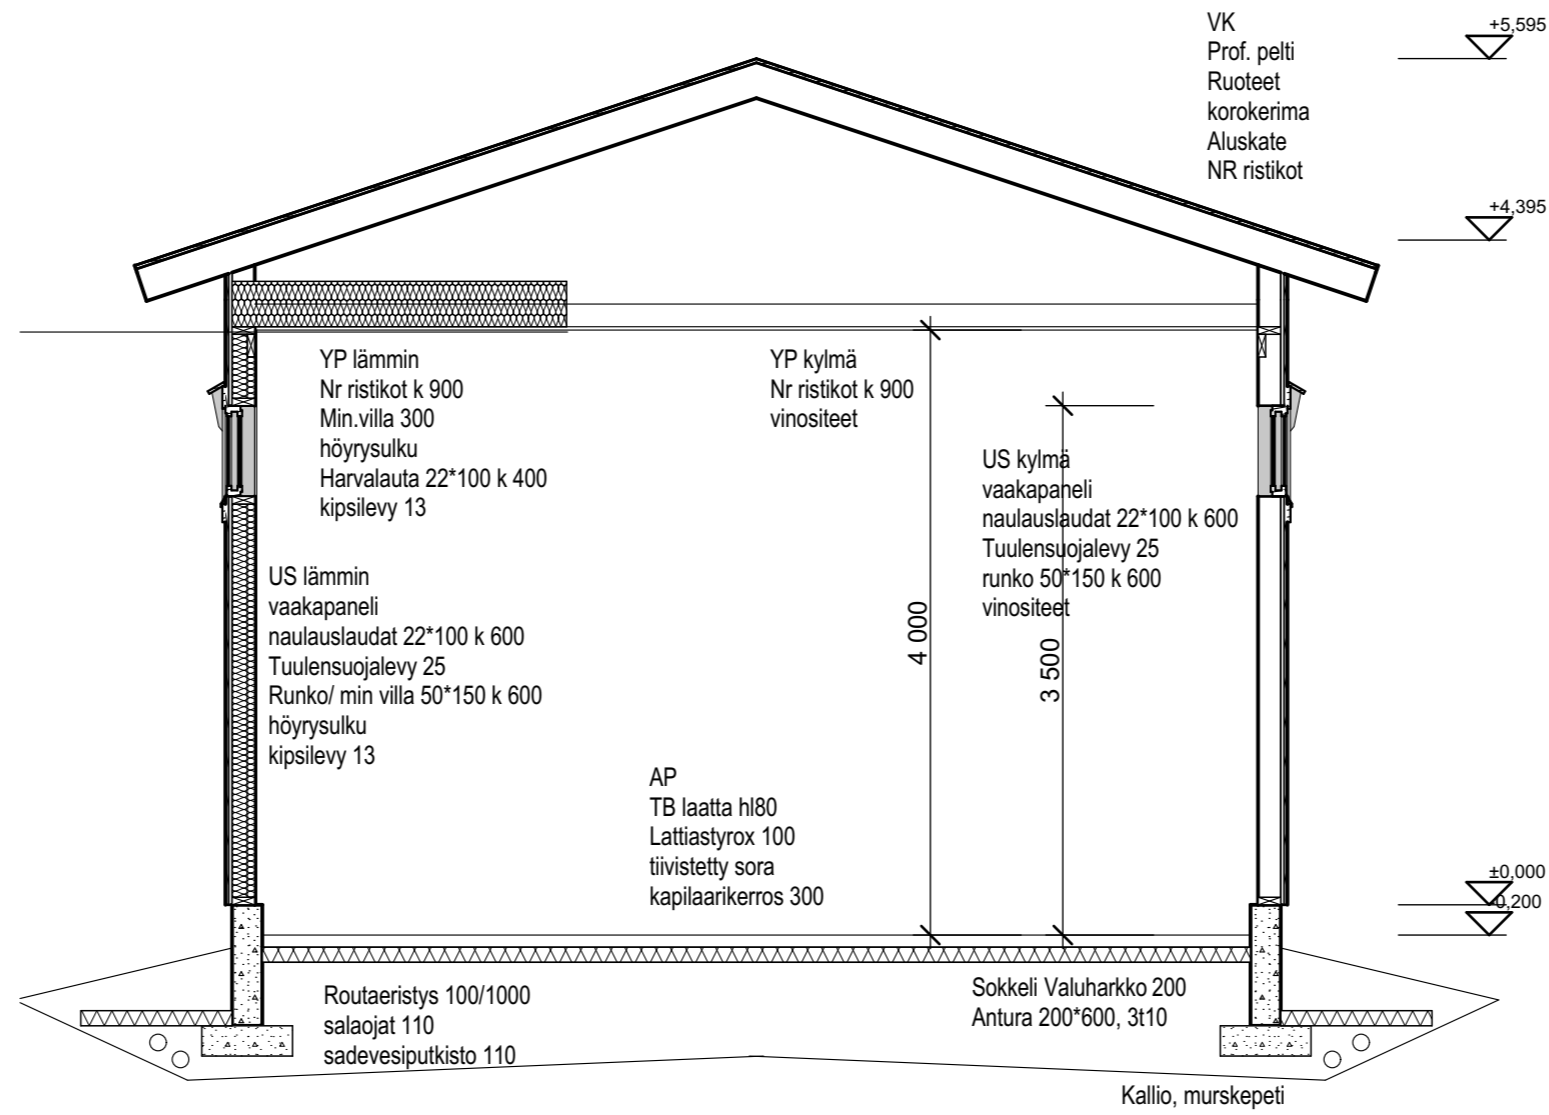 VK
Prof. pelti
Ruoteet
korokerima
Aluskate
NR ristikot
+5,595
+4,395
YP lämmin
Nr ristikot k 900
Min.villa 300
höyrysulku
Harvalauta 22*100 k 400
kipsilevy 13
YP kylmä
Nr ristikot k 900
vinositeet
US kylmä
vaakapaneli
naulauslaudat 22*100 k 600
Tuulensuojalevy 25
runko 50*150 k 600
vinositeet
US lämmin
vaakapaneli
naulauslaudat 22*100 k 600
Tuulensuojalevy 25
Runko/ min villa 50*150 k 600
höyrysulku
kipsilevy 13
4 000
3 500
AP
TB laatta hl80
Lattiastyrox 100
tiivistetty sora
kapilaarikerros 300
±0,000
-0,200
Routaeristys 100/1000
salaojat 110
sadevesiputkisto 110
Sokkeli Valuharkko 200
Antura 200*600, 3t10
Kallio, murskepeti